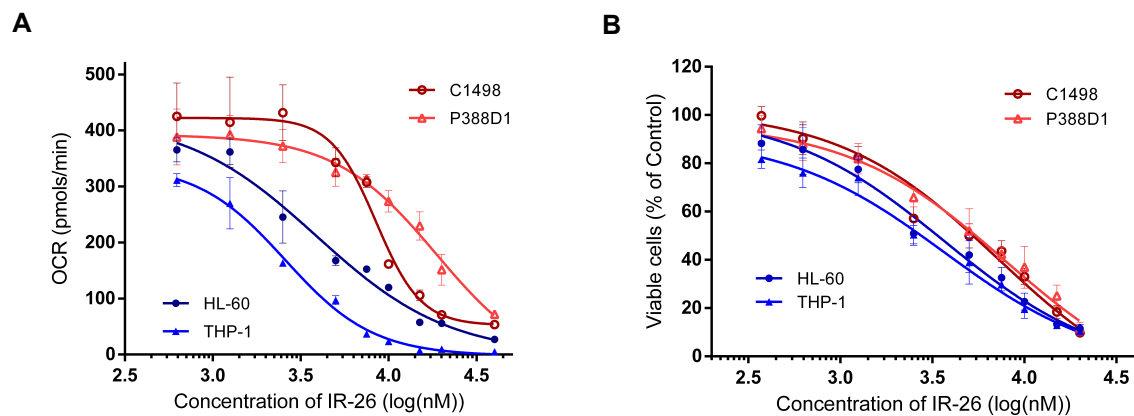 A
OCR (pmols/min)
500
400
300
200
100
0
C1498
P388D1
HL-60
THP-1
2.5 3.0 3.5 4.0 4.5
Concentration of IR-26 (log(nM))
B
Viable cells (% of Control)
120
100
80
60
40
20
0
C1498
P388D1
HL-60
THP-1
2.5 3.0 3.5 4.0 4.5
Concentration of IR-26 (log(nM))